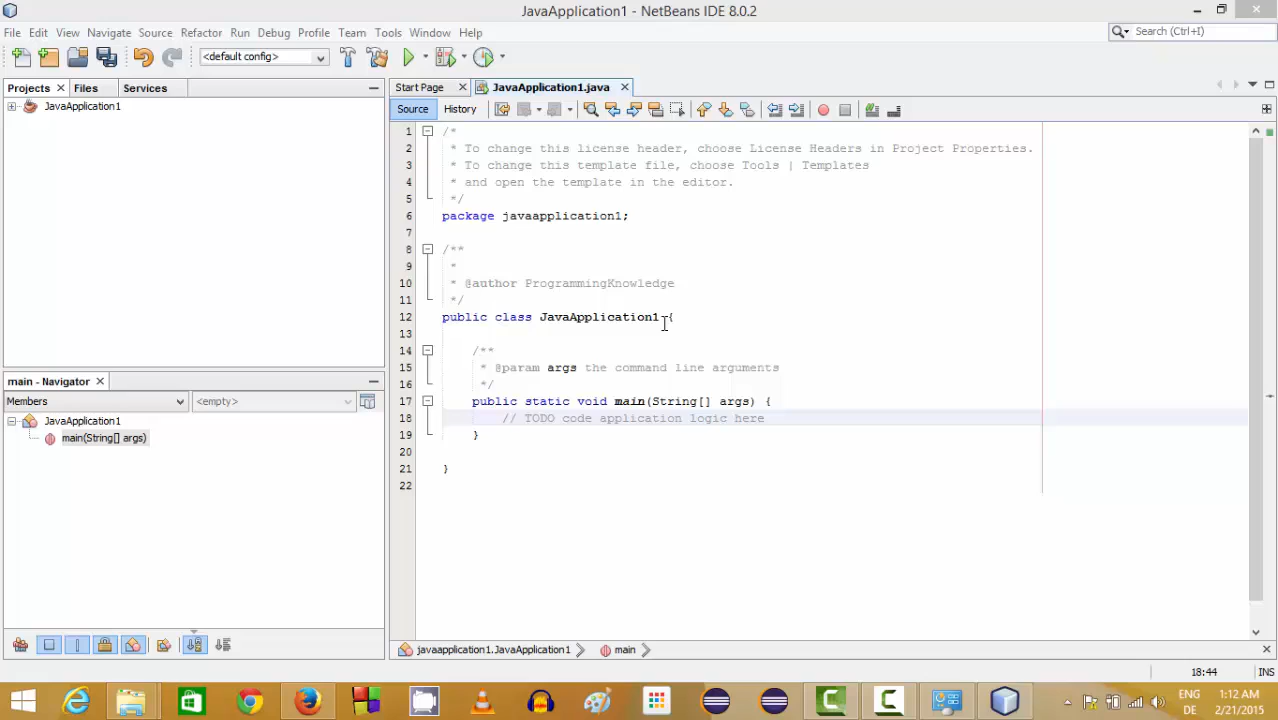 JavaApplication1 - NetBeans IDE 8.0.2
File Edit View Navigate Source Refactor Run Debug Profile Team Tools Window Help
Search (Ctrl+I)
<default config>
Projects Files Services
JavaApplication1
Start Page JavaApplication1.java
Source History
1 /*
2 * To change this license header, choose License Headers in Project Properties.
3 * To change this template file, choose Tools | Templates
4 * and open the template in the editor.
5 */
6 package javaapplication1;
7
8 /**
9 *
10 * @author ProgrammingKnowledge
11 */
12 public class JavaApplication1 {
13
14 /**
15 * @param args the command line arguments
16 */
17 public static void main(String[] args) {
18 // TODO code application logic here
19 }
20
21 }
22
main - Navigator
Members <empty>
JavaApplication1
main(String[] args)
javaapplication1.JavaApplication1 main
18:44 INS
ENG 1:12 AM
DE 2/21/2015